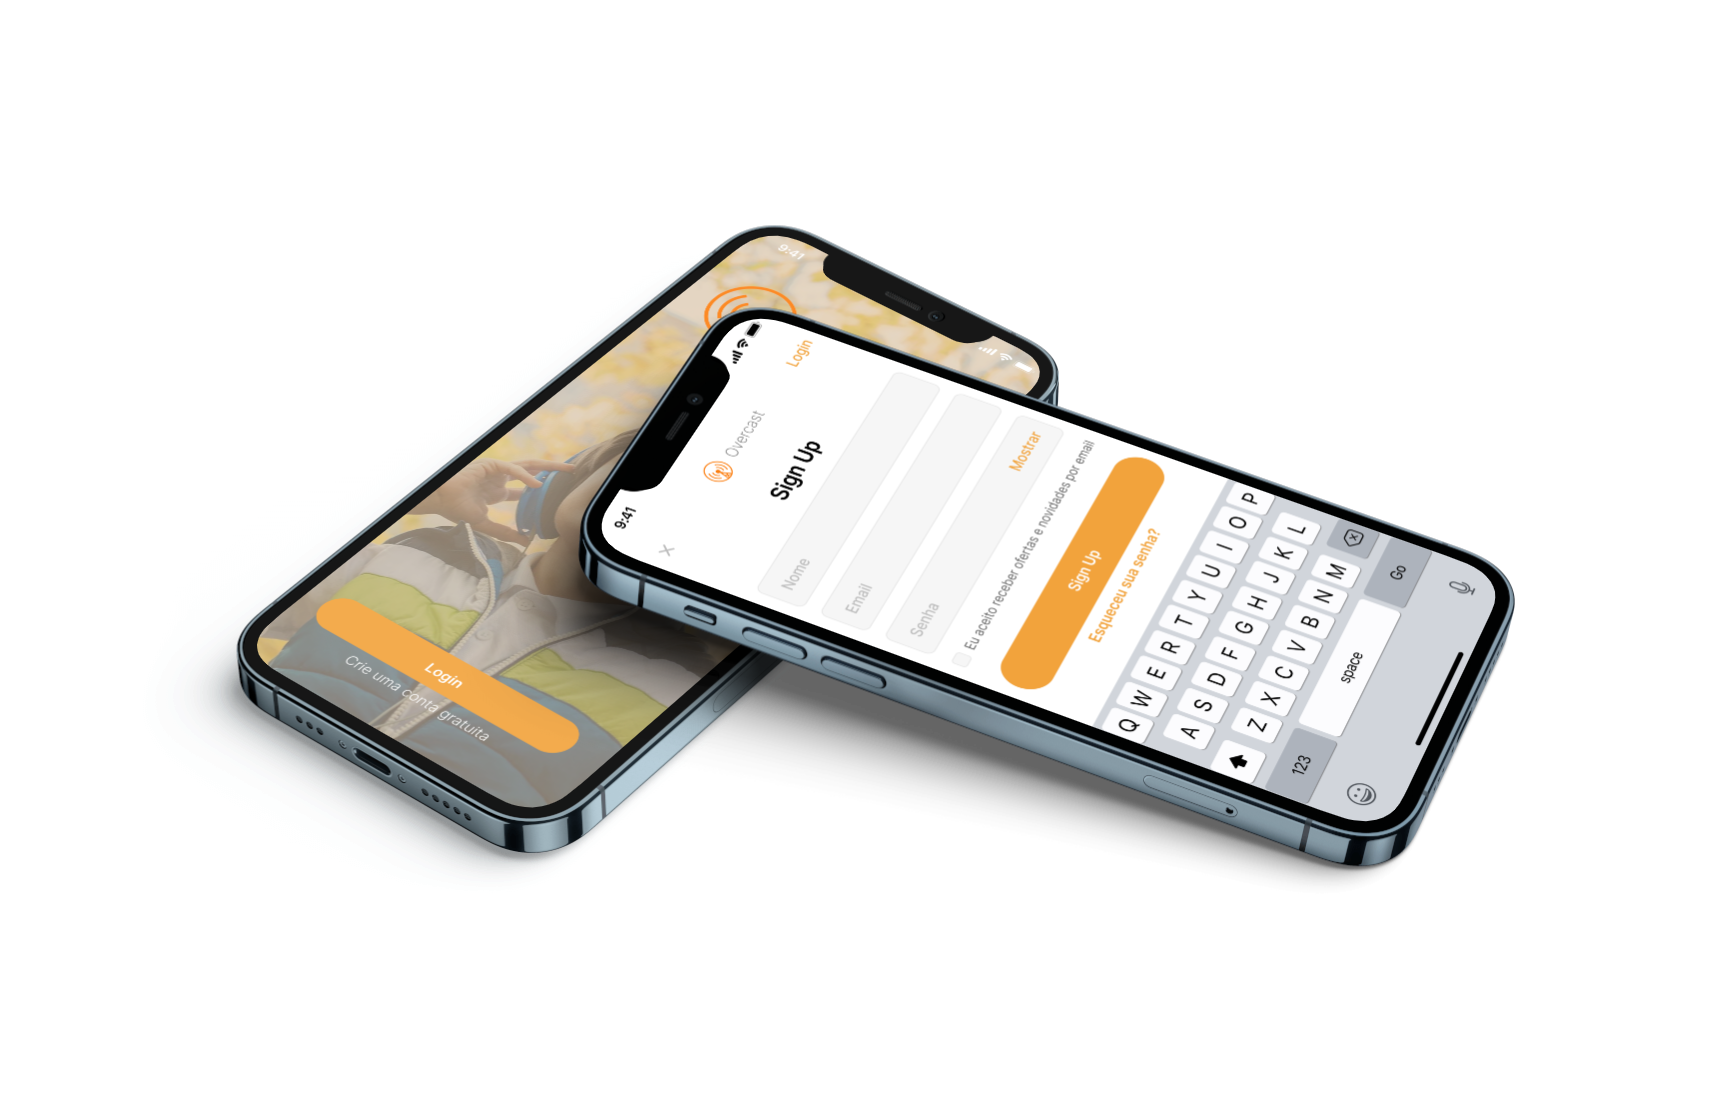 9:41
Login
Crie uma conta gratuita
9:41
Login
Overcast
Sign Up
Nome
Email
Senha
Mostrar
Eu aceito receber ofertas e novidades por email
Sign Up
Esqueceu sua senha?
Q W E R T Y U I O P
A S D F G H J K L
Z X C V B N M
123
space
Go